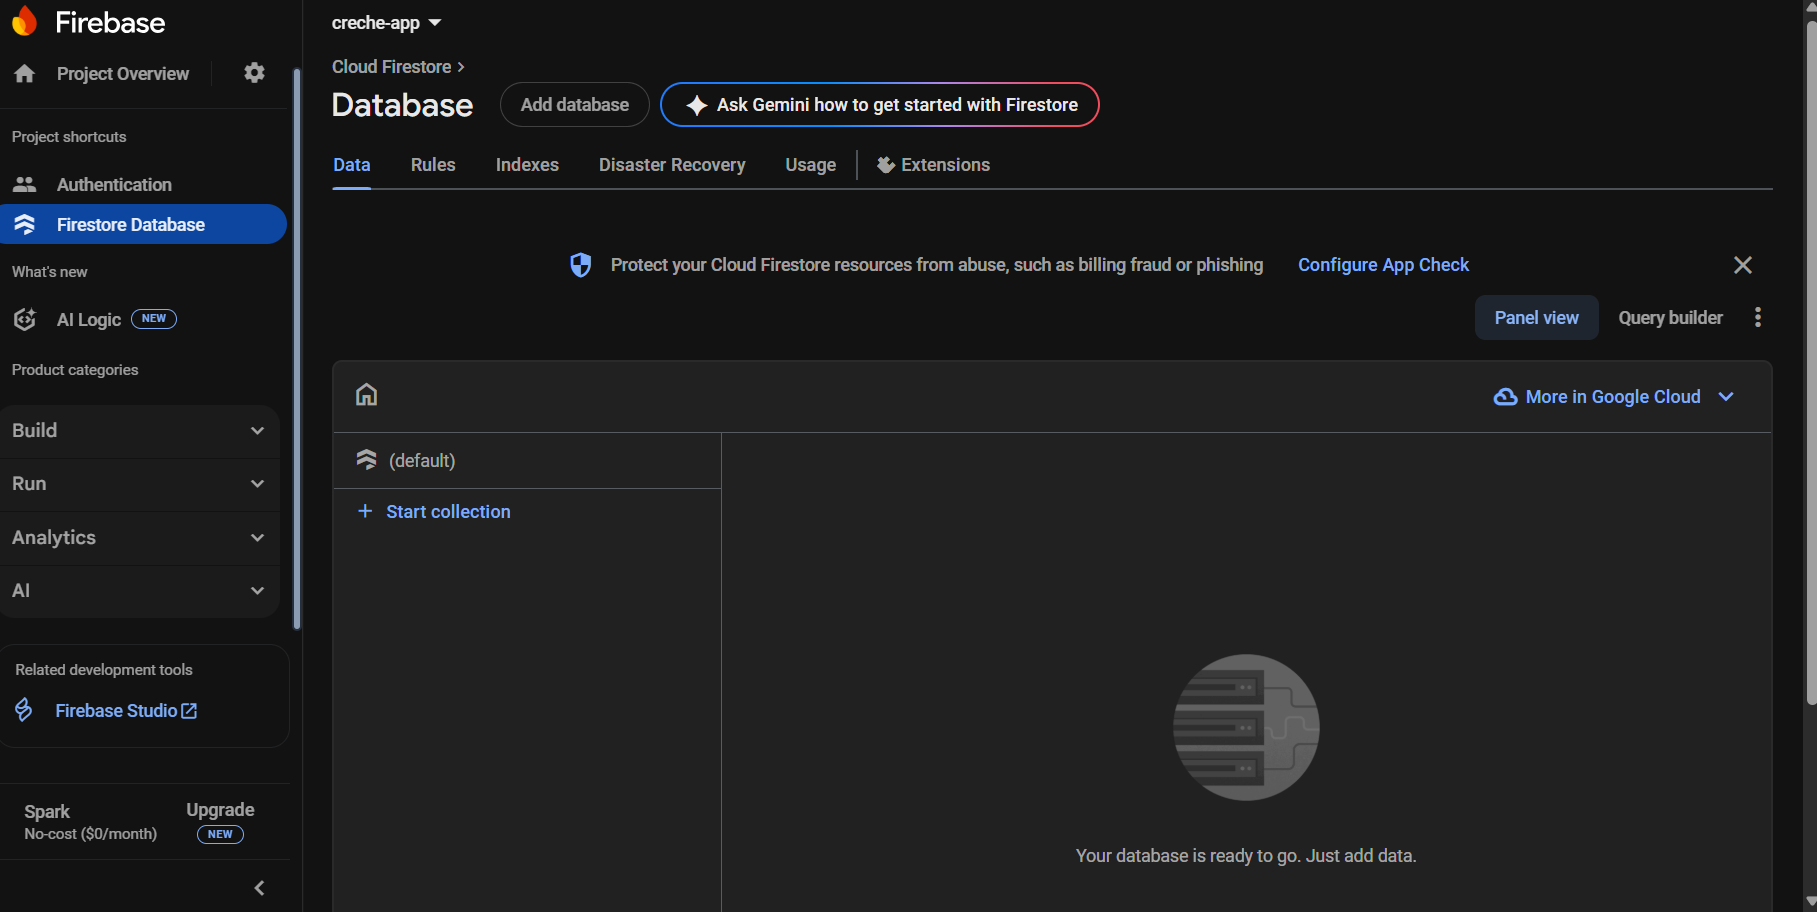 Firebase
Project Overview
Project shortcuts
Authentication
Firestore Database
What's new
AI Logic NEW
Product categories
Build
Run
Analytics
AI
Related development tools
Firebase Studio
Spark
No-cost ($0/month)
Upgrade
NEW
creche-app
Cloud Firestore
Database
Add database
Ask Gemini how to get started with Firestore
Data Rules Indexes Disaster Recovery Usage Extensions
Protect your Cloud Firestore resources from abuse, such as billing fraud or phishing Configure App Check
Panel view Query builder
More in Google Cloud
(default)
+ Start collection
Your database is ready to go. Just add data.